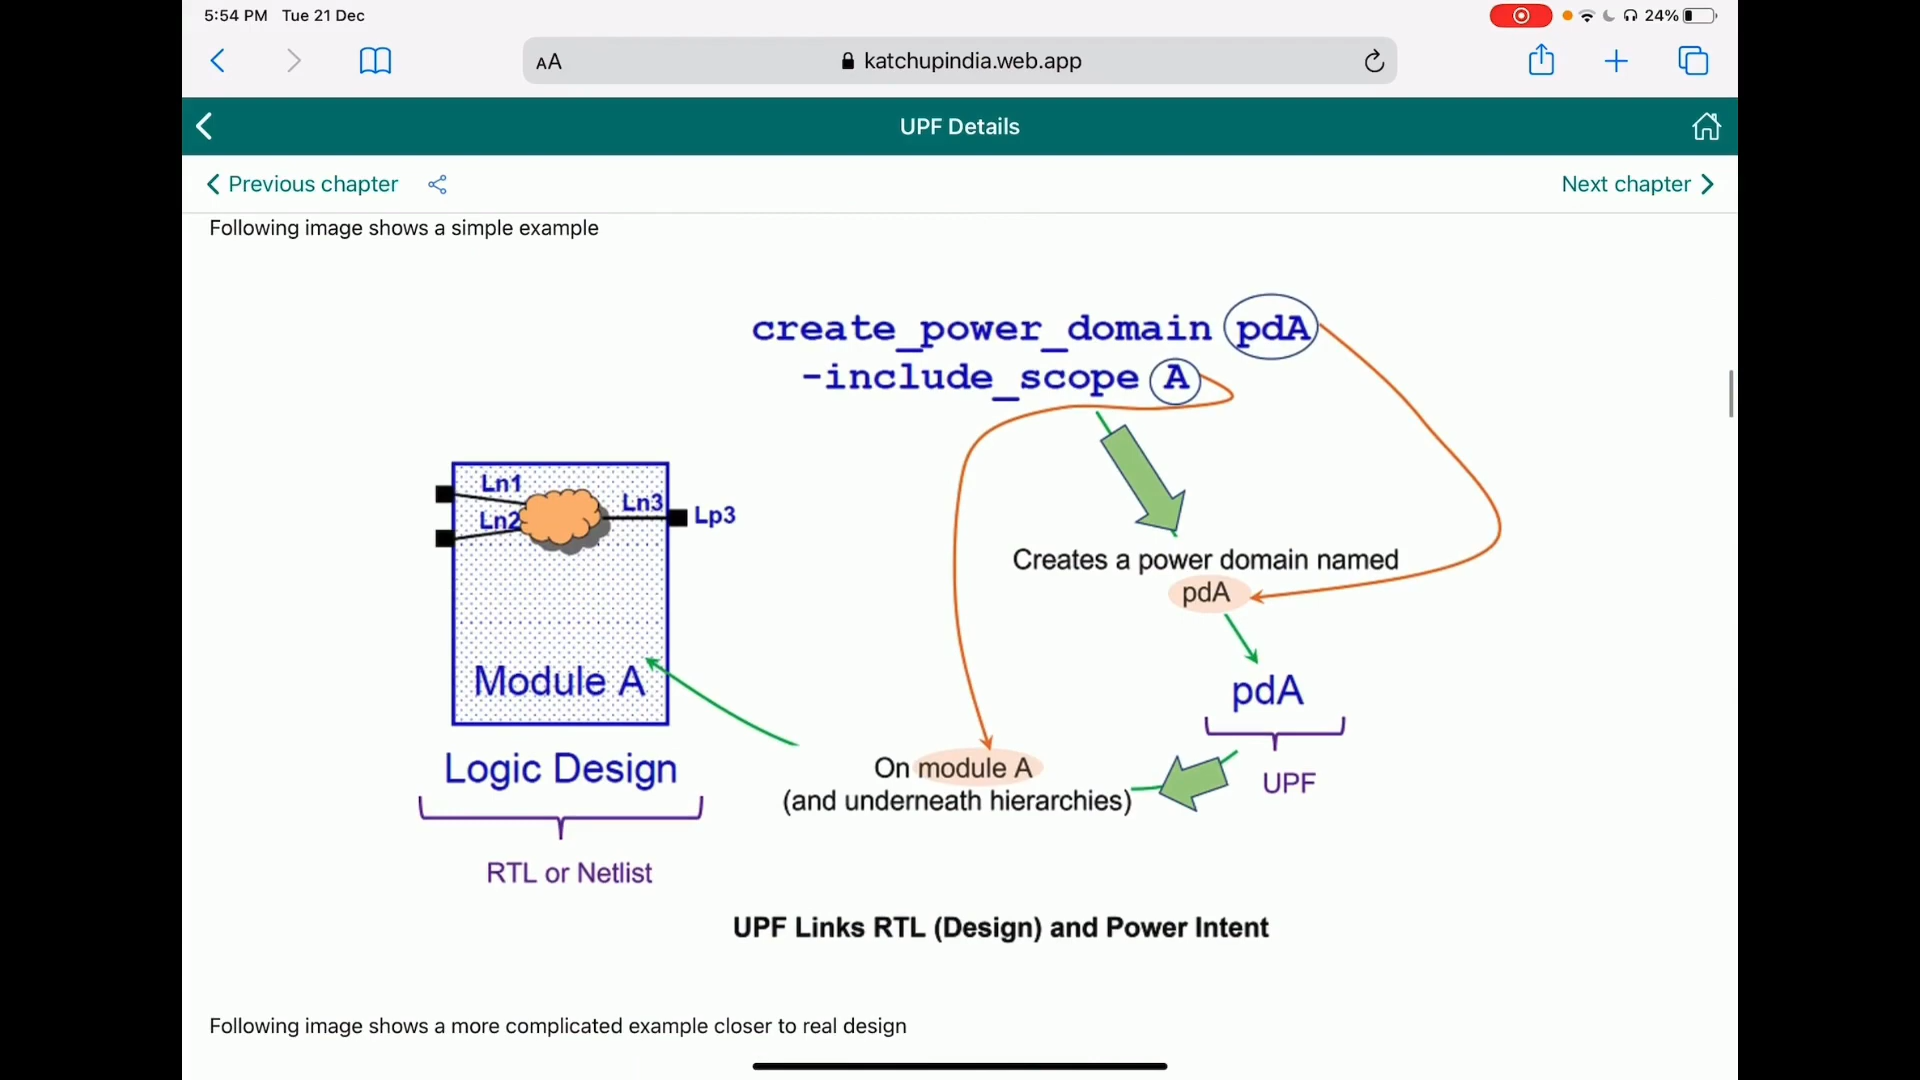 5:54 PM Tue 21 Dec
24%
AA
katchupindia.web.app
UPF Details
Previous chapter
Next chapter
Following image shows a simple example
create_power_domain pdA
-include_scope A
Ln1
Ln2
Ln3
Lp3
Creates a power domain named
pdA
Module A
pdA
Logic Design
On module A
(and underneath hierarchies)
UPF
RTL or Netlist
UPF Links RTL (Design) and Power Intent
Following image shows a more complicated example closer to real design